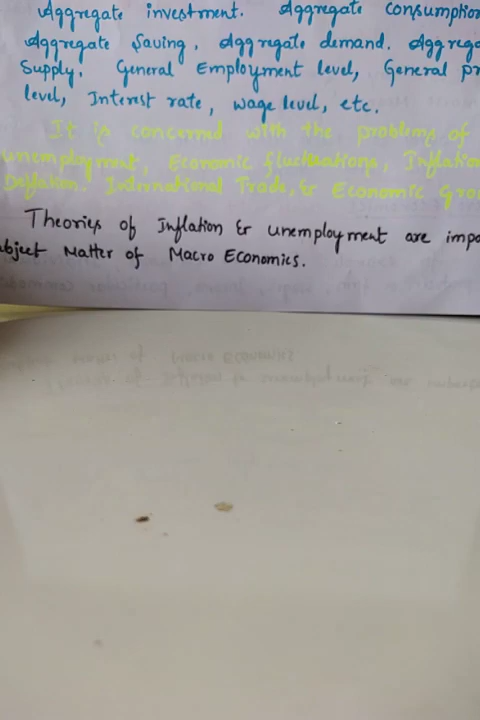 Aggregate investment. Aggregate Consumption
Aggregate Saving, Aggregate demand. Aggrega
Supply. General Employment level, General pr
level, Interest rate, wage level, etc.
It is concerned with the problems of
unemployment, Economic fluctuations, Inflation
Deflation. International Trade, & Economic Gro
Theories of Inflation & unemployment are impo
ubject Matter of Macro Economics.